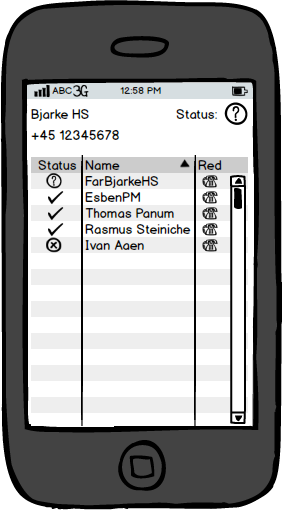 ABC 3G 12:58 PM
Bjarke HS Status: ?
+45 12345678
Status Name Red
? FarBjarkeHS
EsbenPM
Thomas Panum
Rasmus Steiniche
Ivan Aaen